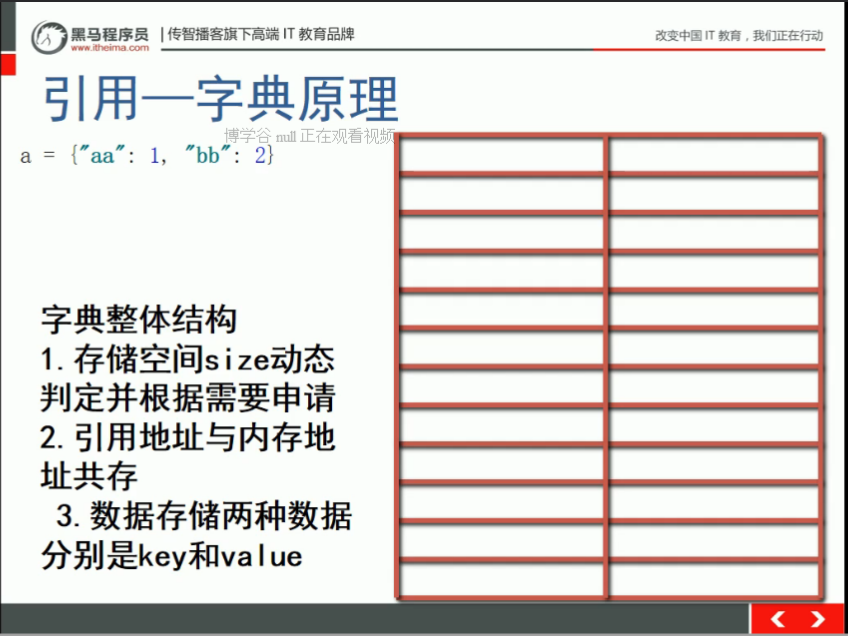 黑马程序员
www.itheima.com
传智播客旗下高端 IT 教育品牌
改变中国 IT 教育，我们正在行动
引用—字典原理
博学谷 null 正在观看视频
a = {"aa": 1, "bb": 2}
字典整体结构
1.存储空间size动态
判定并根据需要申请
2.引用地址与内存地
址共存
3.数据存储两种数据
分别是key和value